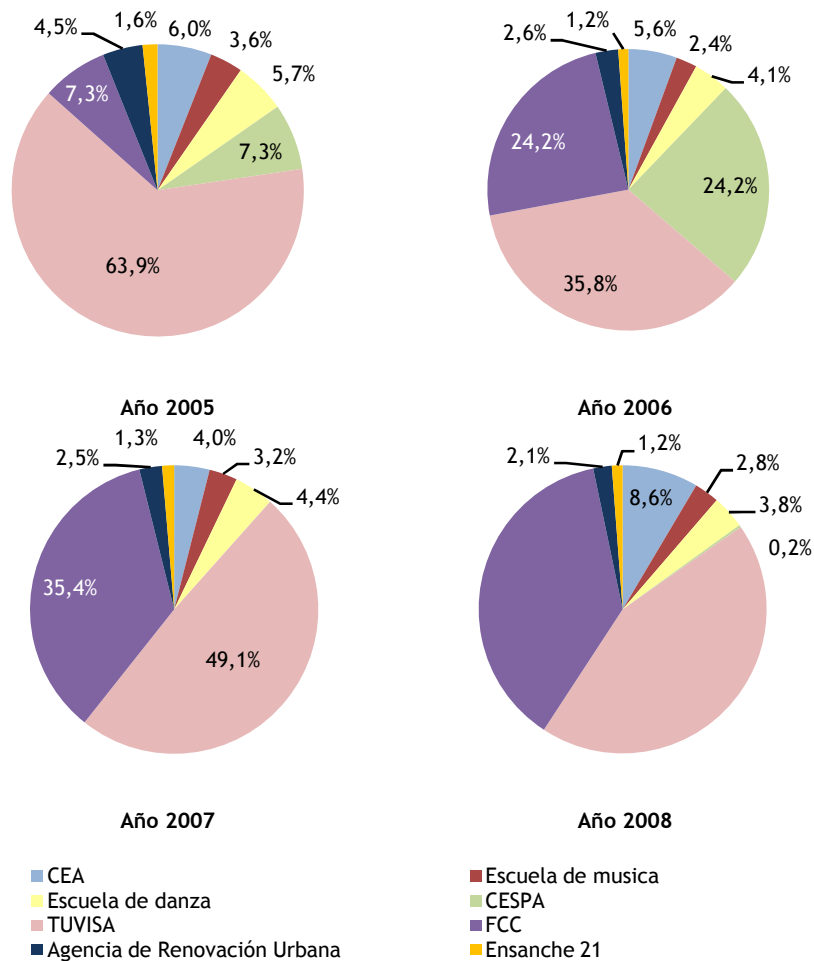 4,5%
1,6%
6,0%
3,6%
5,7%
7,3%
7,3%
63,9%
2,6%
1,2%
5,6%
2,4%
4,1%
24,2%
24,2%
35,8%
Año 2005
Año 2006
2,5%
1,3%
4,0%
3,2%
4,4%
35,4%
49,1%
2,1%
1,2%
8,6%
2,8%
3,8%
0,2%
Año 2007
Año 2008
CEA
Escuela de musica
Escuela de danza
CESPA
TUVISA
FCC
Agencia de Renovación Urbana
Ensanche 21